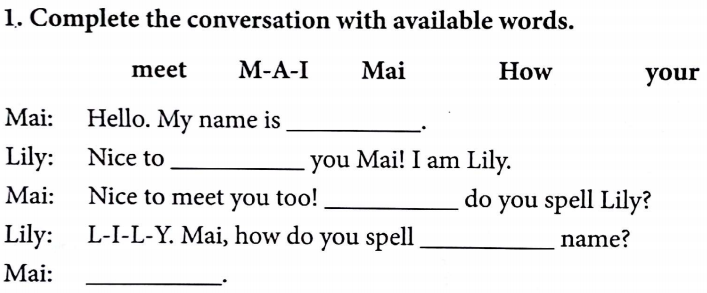 1. Complete the conversation with available words.
meet M-A-I Mai How your
Mai: Hello. My name is __________.
Lily: Nice to __________ you Mai! I am Lily.
Mai: Nice to meet you too! __________ do you spell Lily?
Lily: L-I-L-Y. Mai, how do you spell __________ name?
Mai: __________.